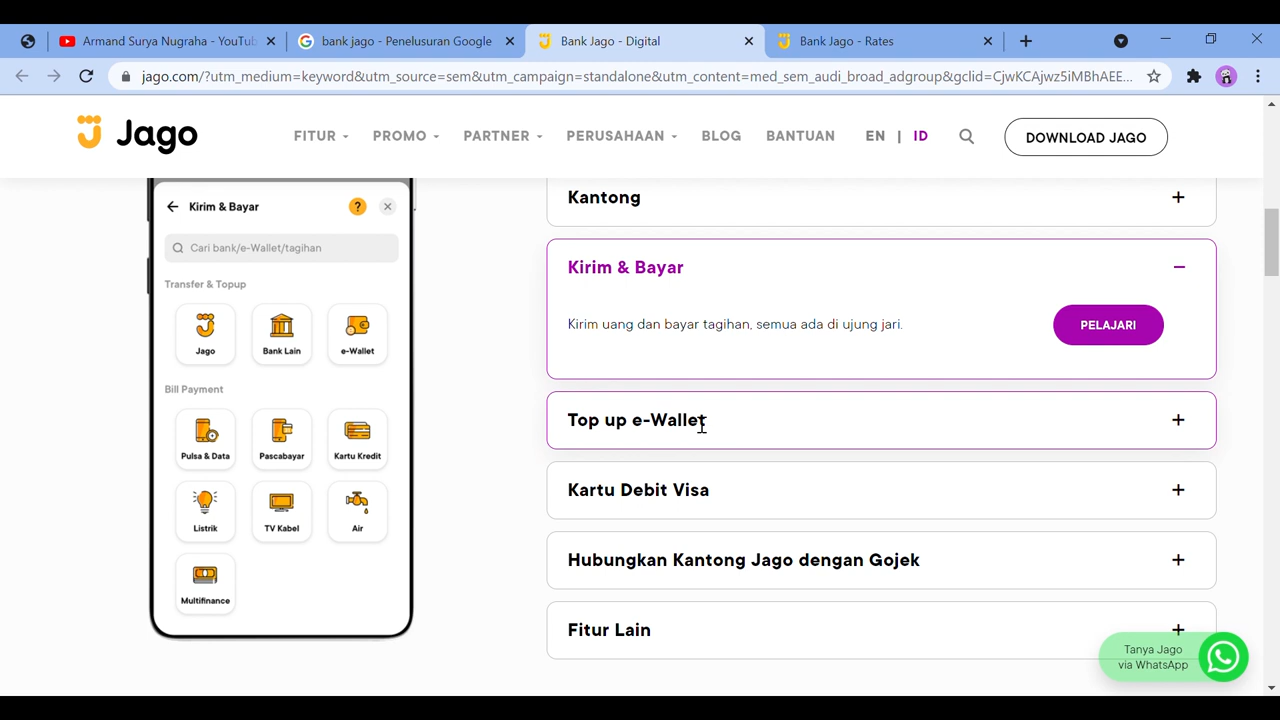 Armand Surya Nugraha - YouTub
bank jago - Penelusuran Google
Bank Jago - Digital
Bank Jago - Rates
jago.com/?utm_medium=keyword&utm_source=sem&utm_campaign=standalone&utm_content=med_sem_audi_broad_adgroup&gclid=CjwKCAjwz5iMBhAEE...
Jago
FITUR
PROMO
PARTNER
PERUSAHAAN
BLOG
BANTUAN
EN | ID
DOWNLOAD JAGO
Kirim & Bayar
?
Cari bank/e-Wallet/tagihan
Transfer & Topup
Jago
Bank Lain
e-Wallet
Bill Payment
Pulsa & Data
Pascabayar
Kartu Kredit
Listrik
TV Kabel
Air
Multifinance
Kantong
Kirim & Bayar
Kirim uang dan bayar tagihan, semua ada di ujung jari.
PELAJARI
Top up e-Wallet
Kartu Debit Visa
Hubungkan Kantong Jago dengan Gojek
Fitur Lain
Tanya Jago
via WhatsApp